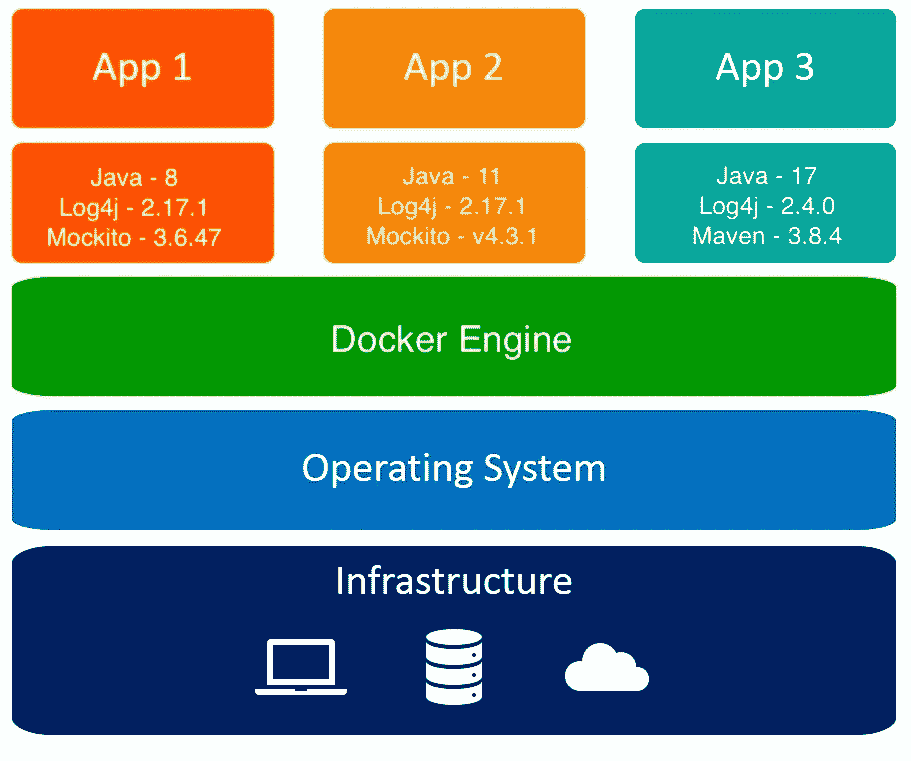 App 1
App 2
App 3
Java - 8
Log4j - 2.17.1
Mockito - 3.6.47
Java - 11
Log4j - 2.17.1
Mockito - v4.3.1
Java - 17
Log4j - 2.4.0
Maven - 3.8.4
Docker Engine
Operating System
Infrastructure